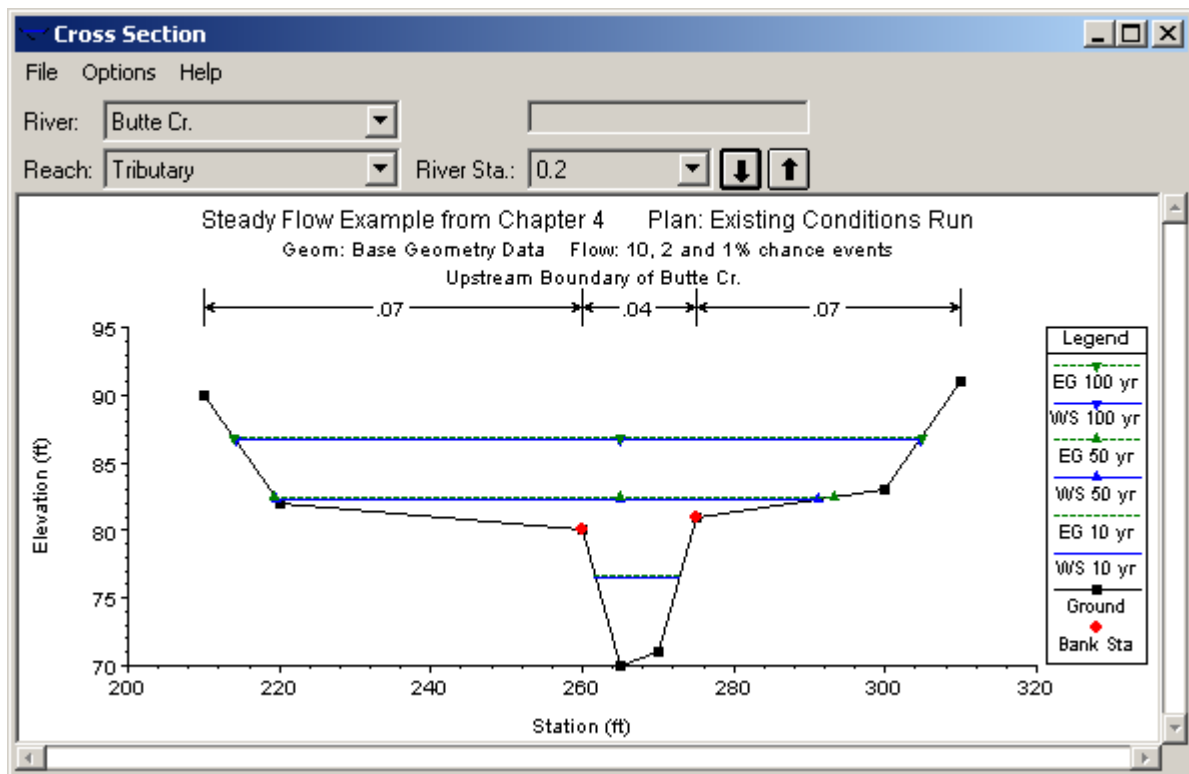 Cross Section
File Options Help
River: Butte Cr.
Reach: Tributary River Sta.: 0.2
Steady Flow Example from Chapter 4 Plan: Existing Conditions Run
Geom: Base Geometry Data Flow: 10, 2 and 1% chance events
Upstream Boundary of Butte Cr.
.07 .04 .07
95
90
85
80
75
70
Elevation (ft)
200 220 240 260 280 300 320
Station (ft)
Legend
EG 100 yr
WS 100 yr
EG 50 yr
WS 50 yr
EG 10 yr
WS 10 yr
Ground
Bank Sta